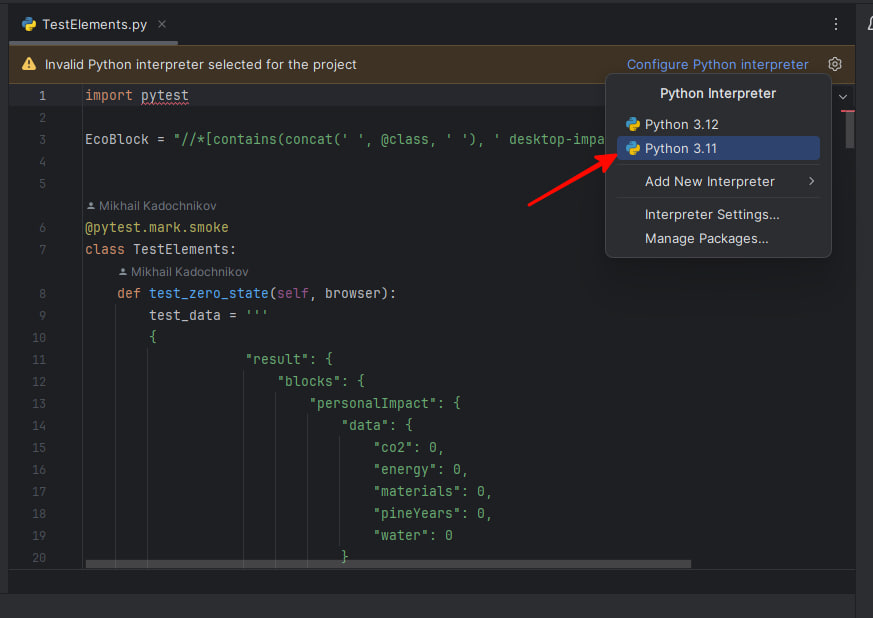 TestElements.py
Invalid Python interpreter selected for the project
Configure Python interpreter
Python Interpreter
Python 3.12
Python 3.11
Add New Interpreter
Interpreter Settings...
Manage Packages...
1 import pytest
2
3 EcoBlock = "//*[contains(concat(' ', @class, ' '), ' desktop-impa
4
5
Mikhail Kadochnikov
6 @pytest.mark.smoke
7 class TestElements:
Mikhail Kadochnikov
8 def test_zero_state(self, browser):
9 test_data = '''
10 {
11 "result": {
12 "blocks": {
13 "personalImpact": {
14 "data": {
15 "co2": 0,
16 "energy": 0,
17 "materials": 0,
18 "pineYears": 0,
19 "water": 0
20 }